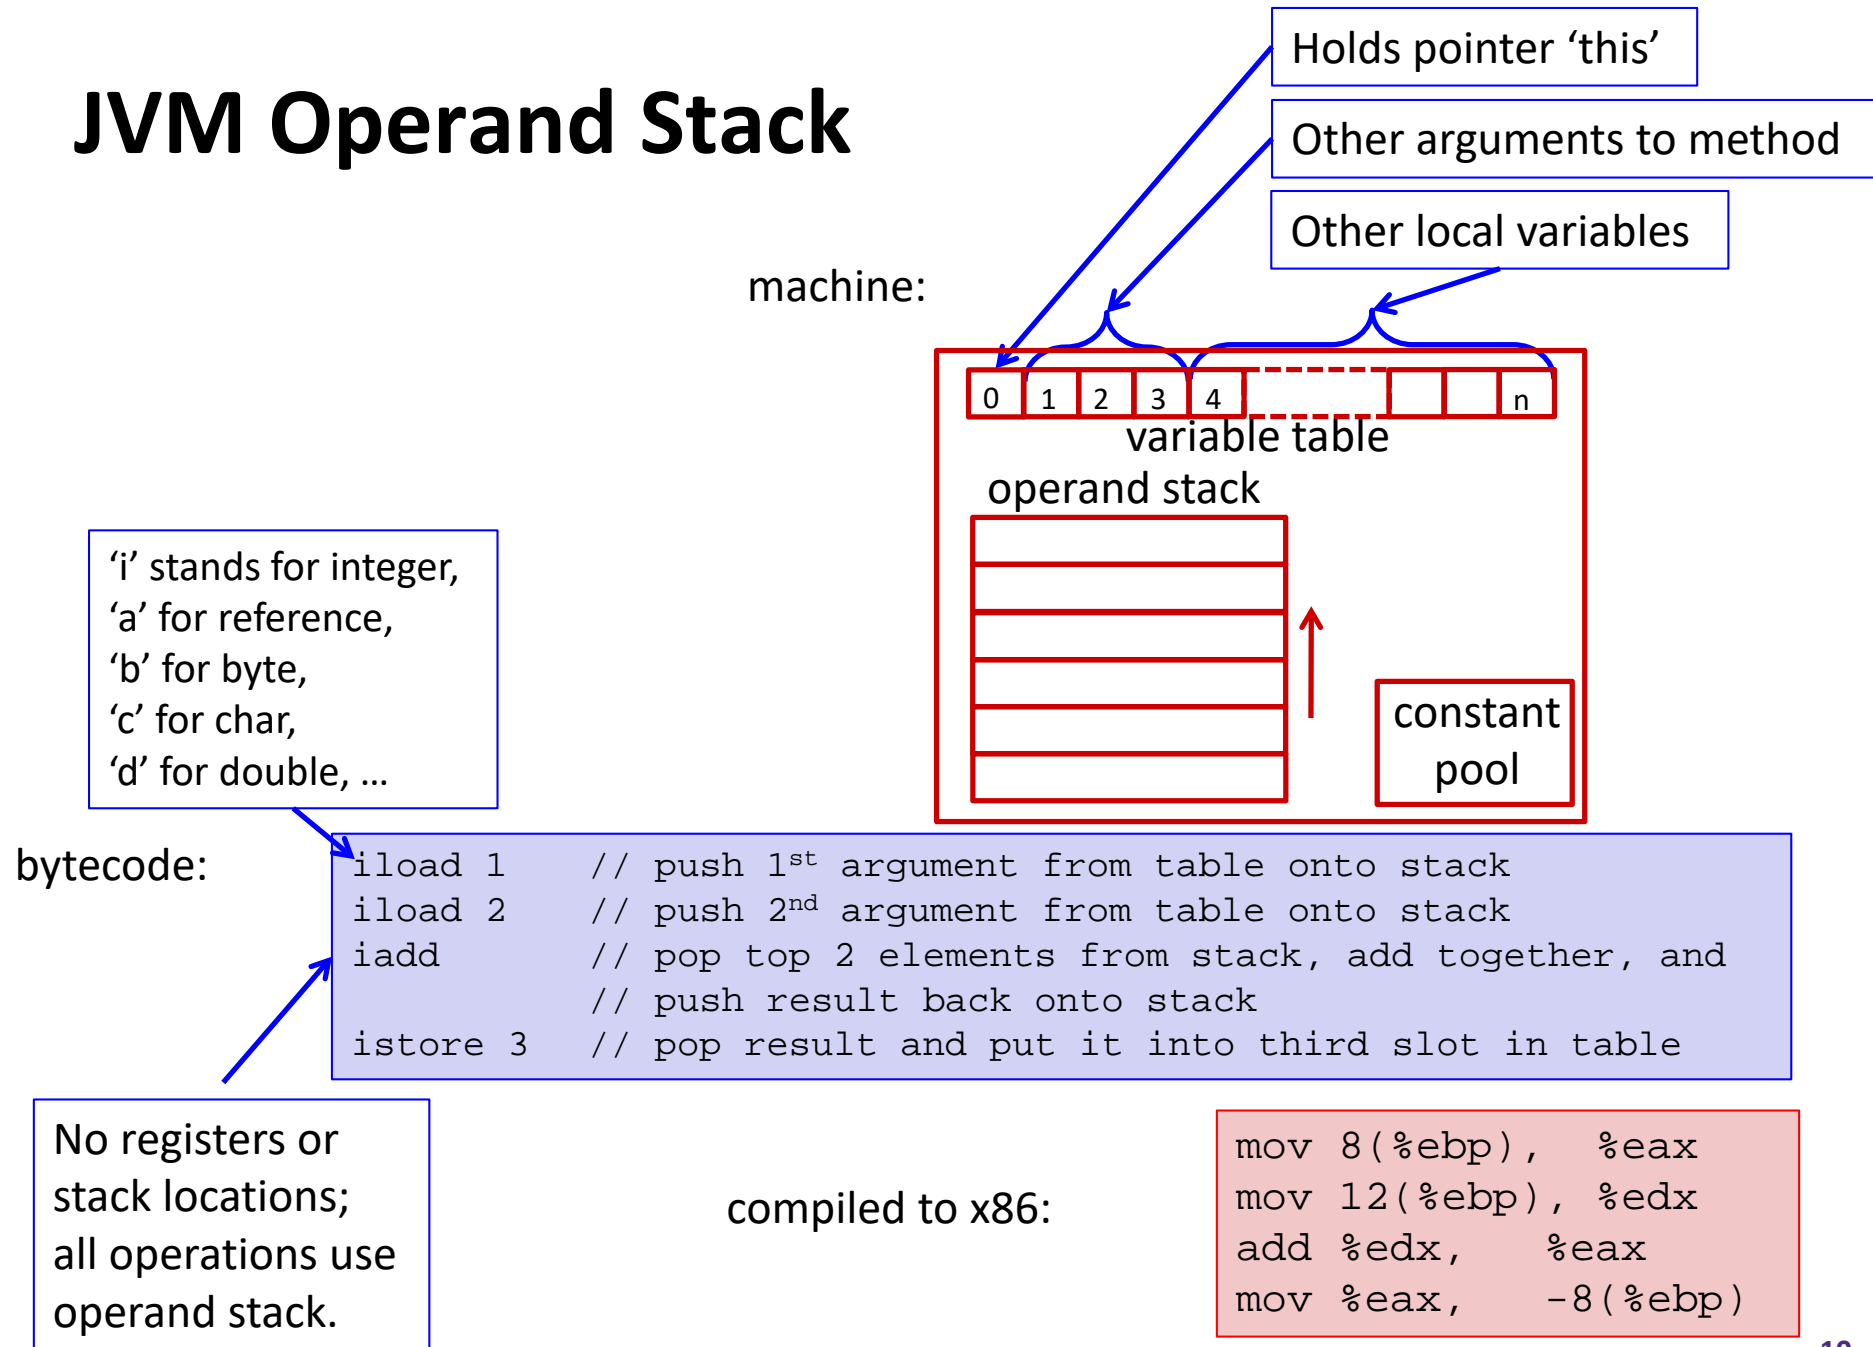 JVM Operand Stack
Holds pointer ‘this’
Other arguments to method
Other local variables
machine:
0 1 2 3 4 n
variable table
operand stack
constant
pool
‘i’ stands for integer,
‘a’ for reference,
‘b’ for byte,
‘c’ for char,
‘d’ for double, …
bytecode:
iload 1 // push 1st argument from table onto stack
iload 2 // push 2nd argument from table onto stack
iadd // pop top 2 elements from stack, add together, and
// push result back onto stack
istore 3 // pop result and put it into third slot in table
No registers or
stack locations;
all operations use
operand stack.
compiled to x86:
mov 8(%ebp), %eax
mov 12(%ebp), %edx
add %edx, %eax
mov %eax, -8(%ebp)